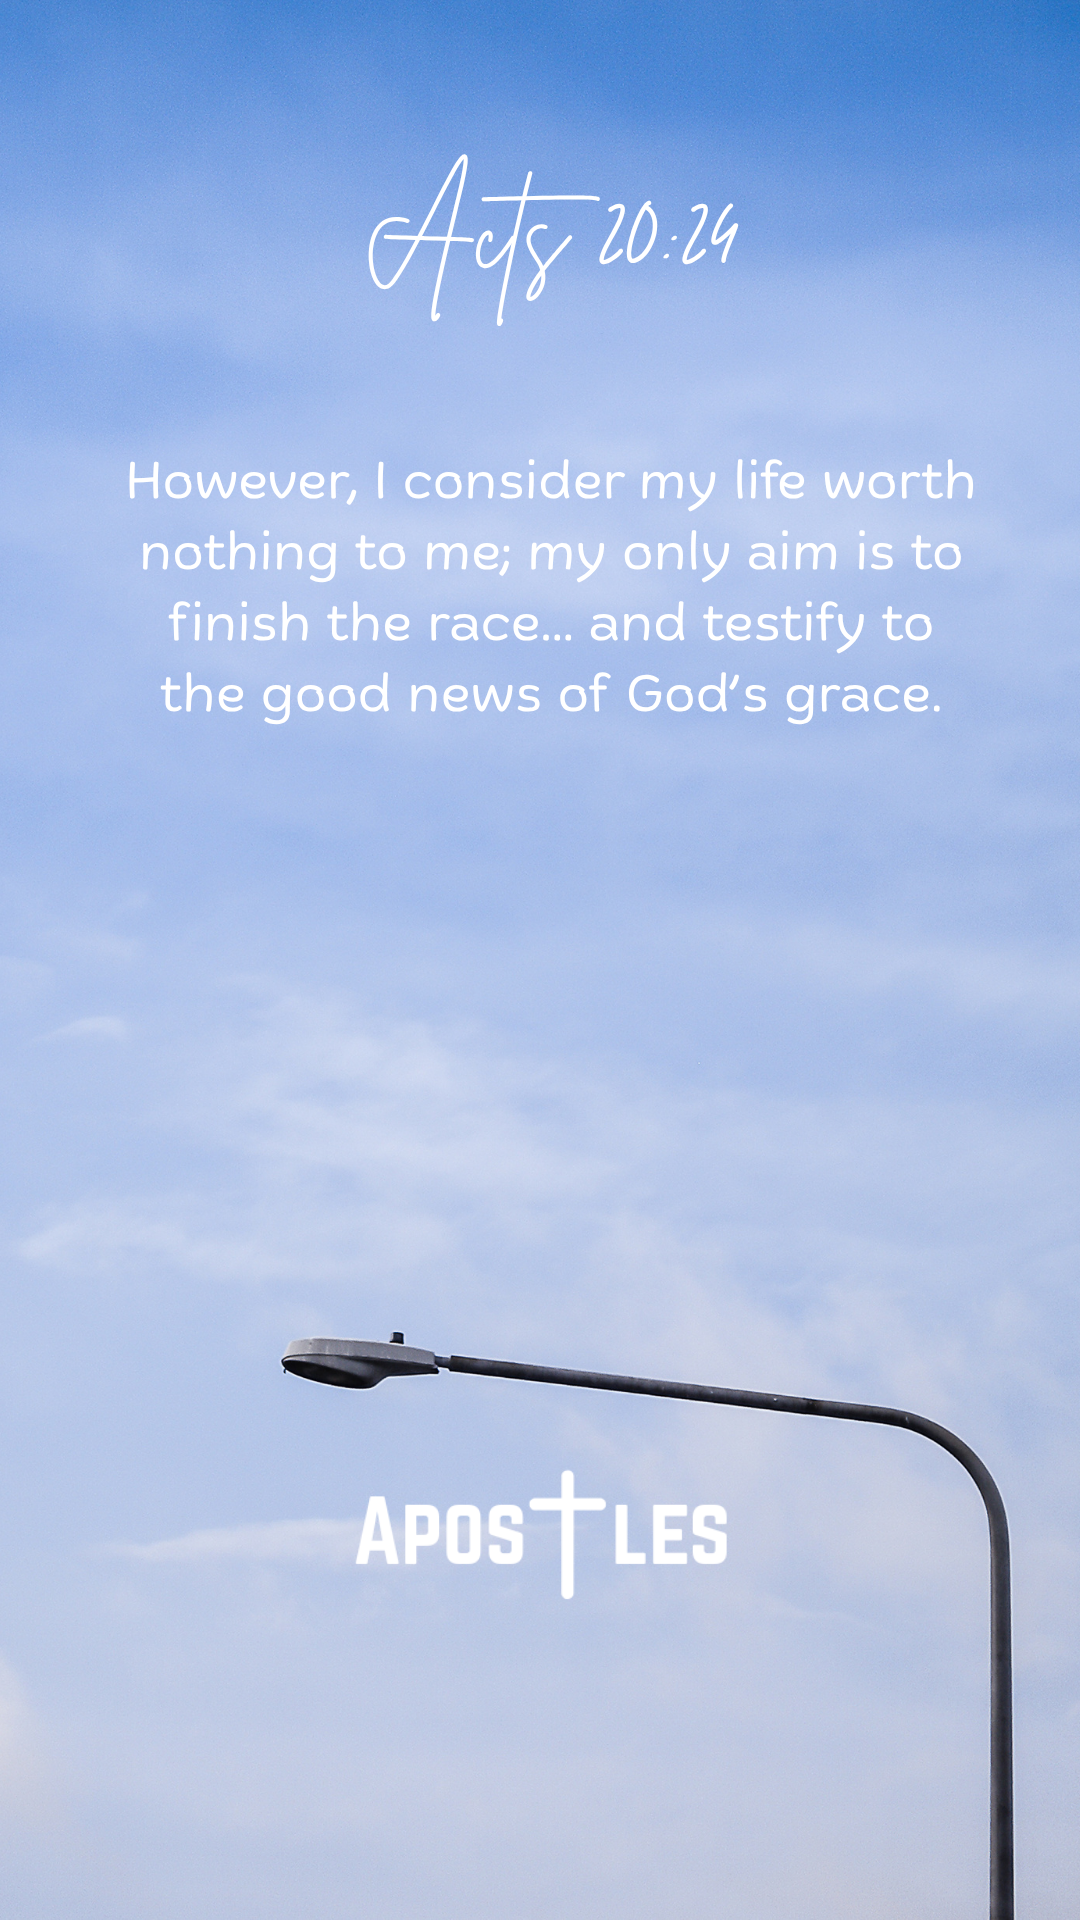 Acts 20:24
However, I consider my life worth
nothing to me; my only aim is to
finish the race... and testify to
the good news of God's grace.
APOSTLES